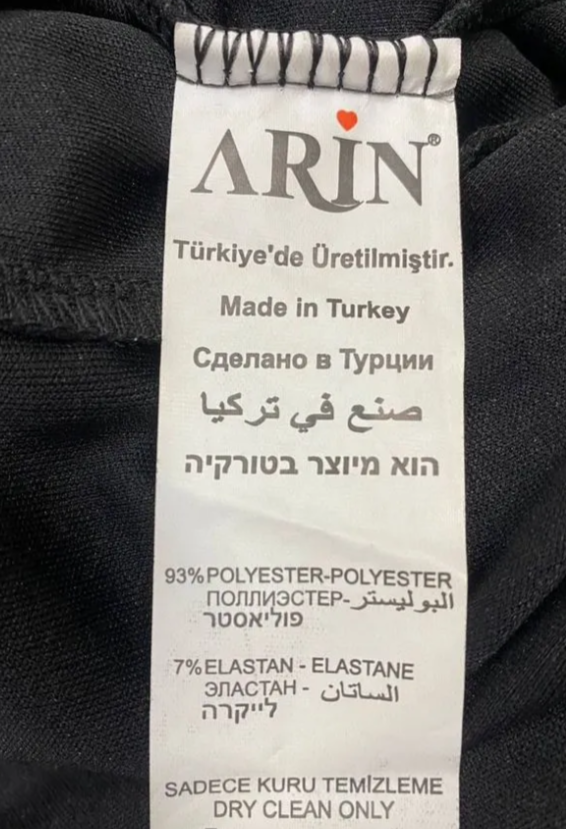 ARİN®
Türkiye'de Üretilmiştir.
Made in Turkey
Сделано в Турции
صنع في تركيا
הוא מיוצר בטורקיה
93% POLYESTER-POLYESTER
ПОЛЛИЭСТЕР-البوليستر
פוליאסטר
7% ELASTAN - ELASTANE
ЭЛАСТАН - الساتان
לייקרה
SADECE KURU TEMİZLEME
DRY CLEAN ONLY